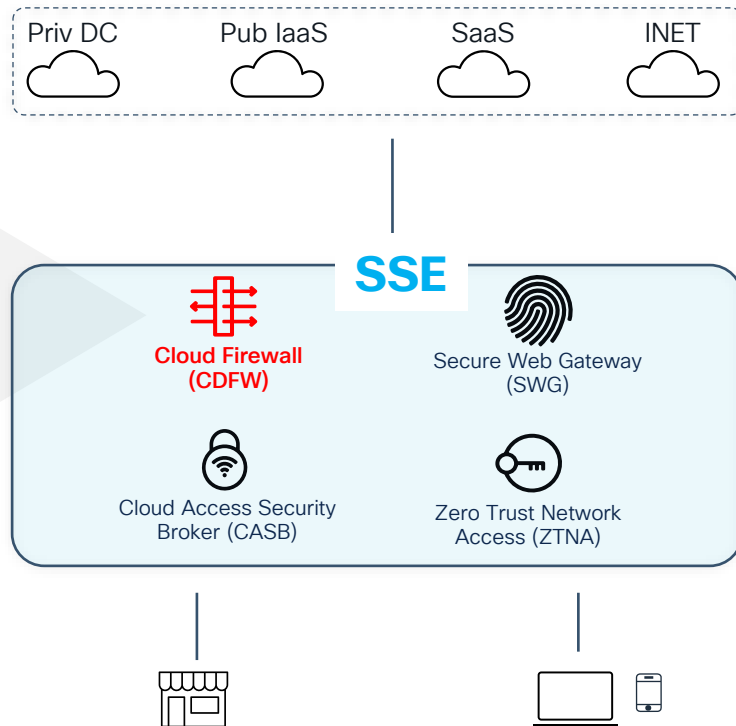 Priv DC Pub IaaS SaaS INET
SSE
Cloud Firewall
(CDFW)
Secure Web Gateway
(SWG)
Cloud Access Security
Broker (CASB)
Zero Trust Network
Access (ZTNA)